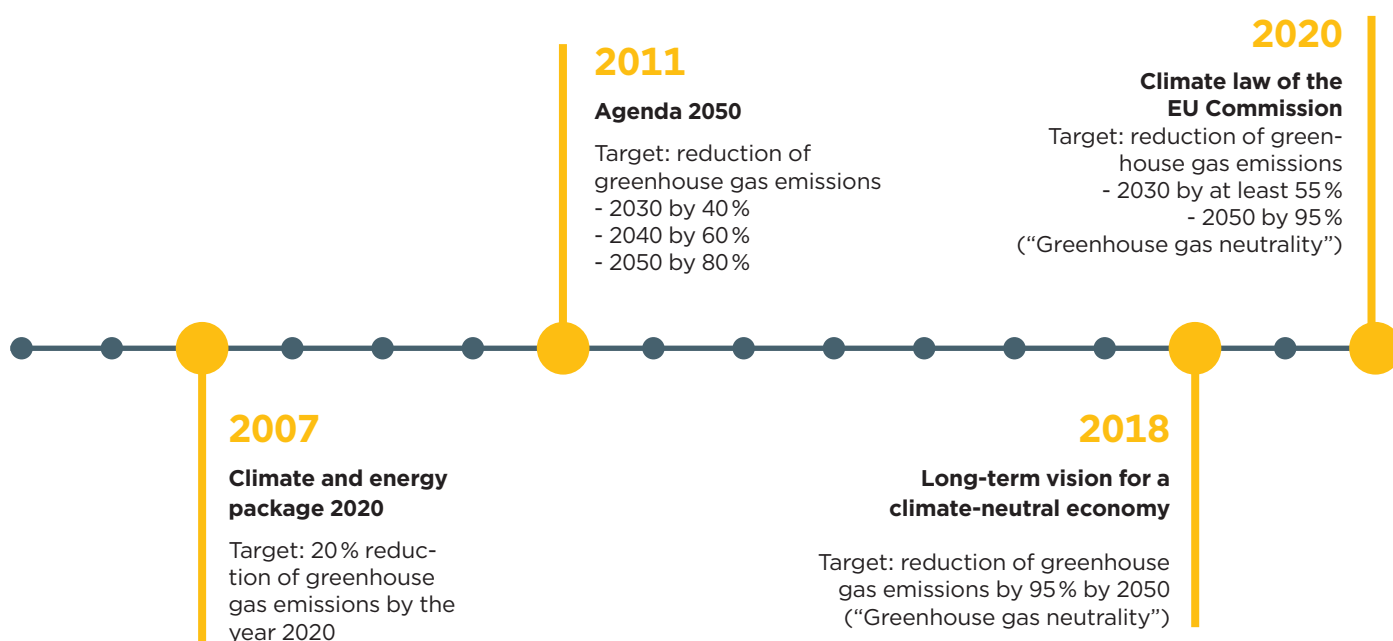 2007
Climate and energy
package 2020
Target: 20% reduc-
tion of greenhouse
gas emissions by the
year 2020
2011
Agenda 2050
Target: reduction of
greenhouse gas emissions
- 2030 by 40%
- 2040 by 60%
- 2050 by 80%
2018
Long-term vision for a
climate-neutral economy
Target: reduction of greenhouse
gas emissions by 95% by 2050
(“Greenhouse gas neutrality”)
2020
Climate law of the
EU Commission
Target: reduction of green-
house gas emissions
- 2030 by at least 55%
- 2050 by 95%
(“Greenhouse gas neutrality”)